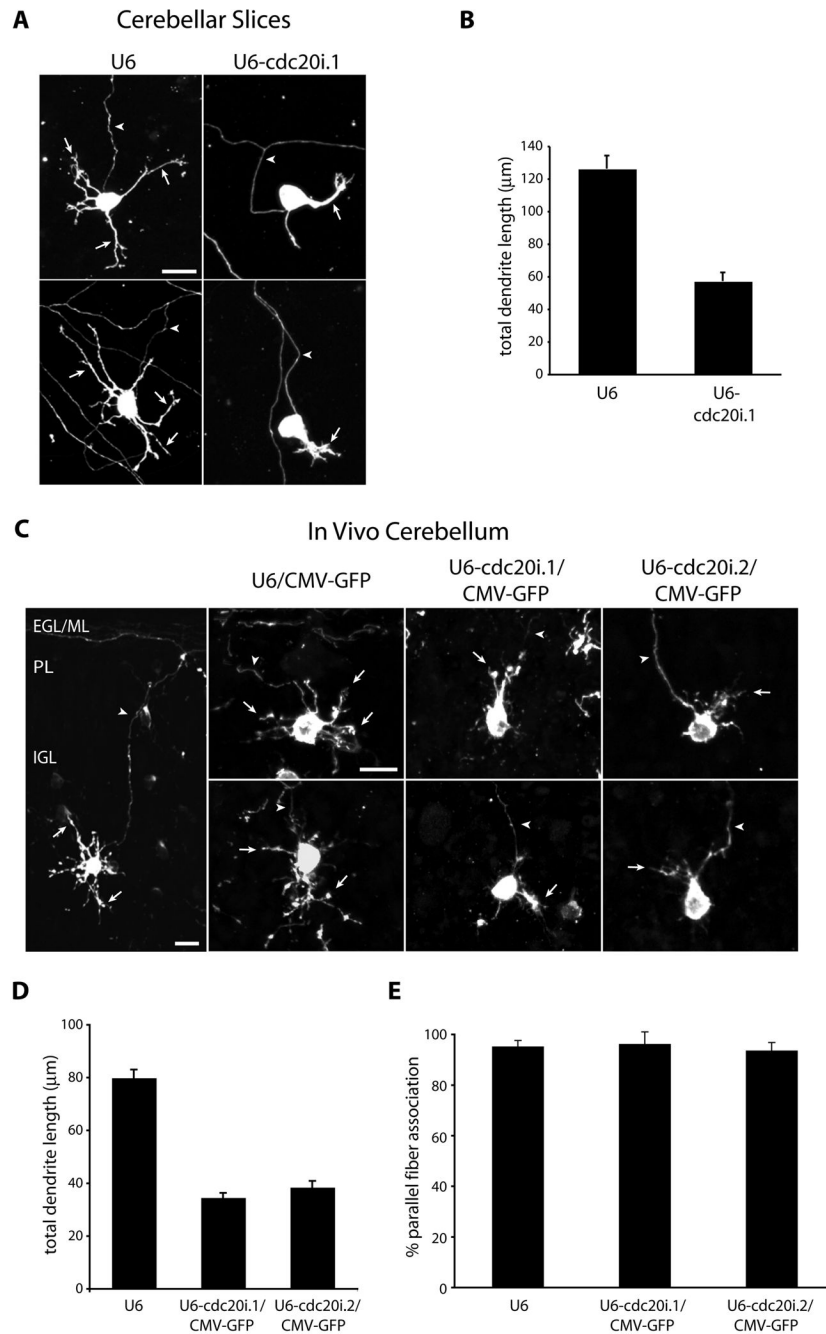 A
Cerebellar Slices
U6
U6-cdc20i.1
B
total dendrite length (μm)
140
120
100
80
60
40
20
0
U6
U6-
cdc20i.1
C
In Vivo Cerebellum
U6/CMV-GFP
U6-cdc20i.1/
CMV-GFP
U6-cdc20i.2/
CMV-GFP
EGL/ML
PL
IGL
D
total dendrite length (μm)
100
80
60
40
20
0
U6
U6-cdc20i.1/
CMV-GFP
U6-cdc20i.2/
CMV-GFP
E
% parallel fiber association
100
80
60
40
20
0
U6
U6-cdc20i.1/
CMV-GFP
U6-cdc20i.2/
CMV-GFP